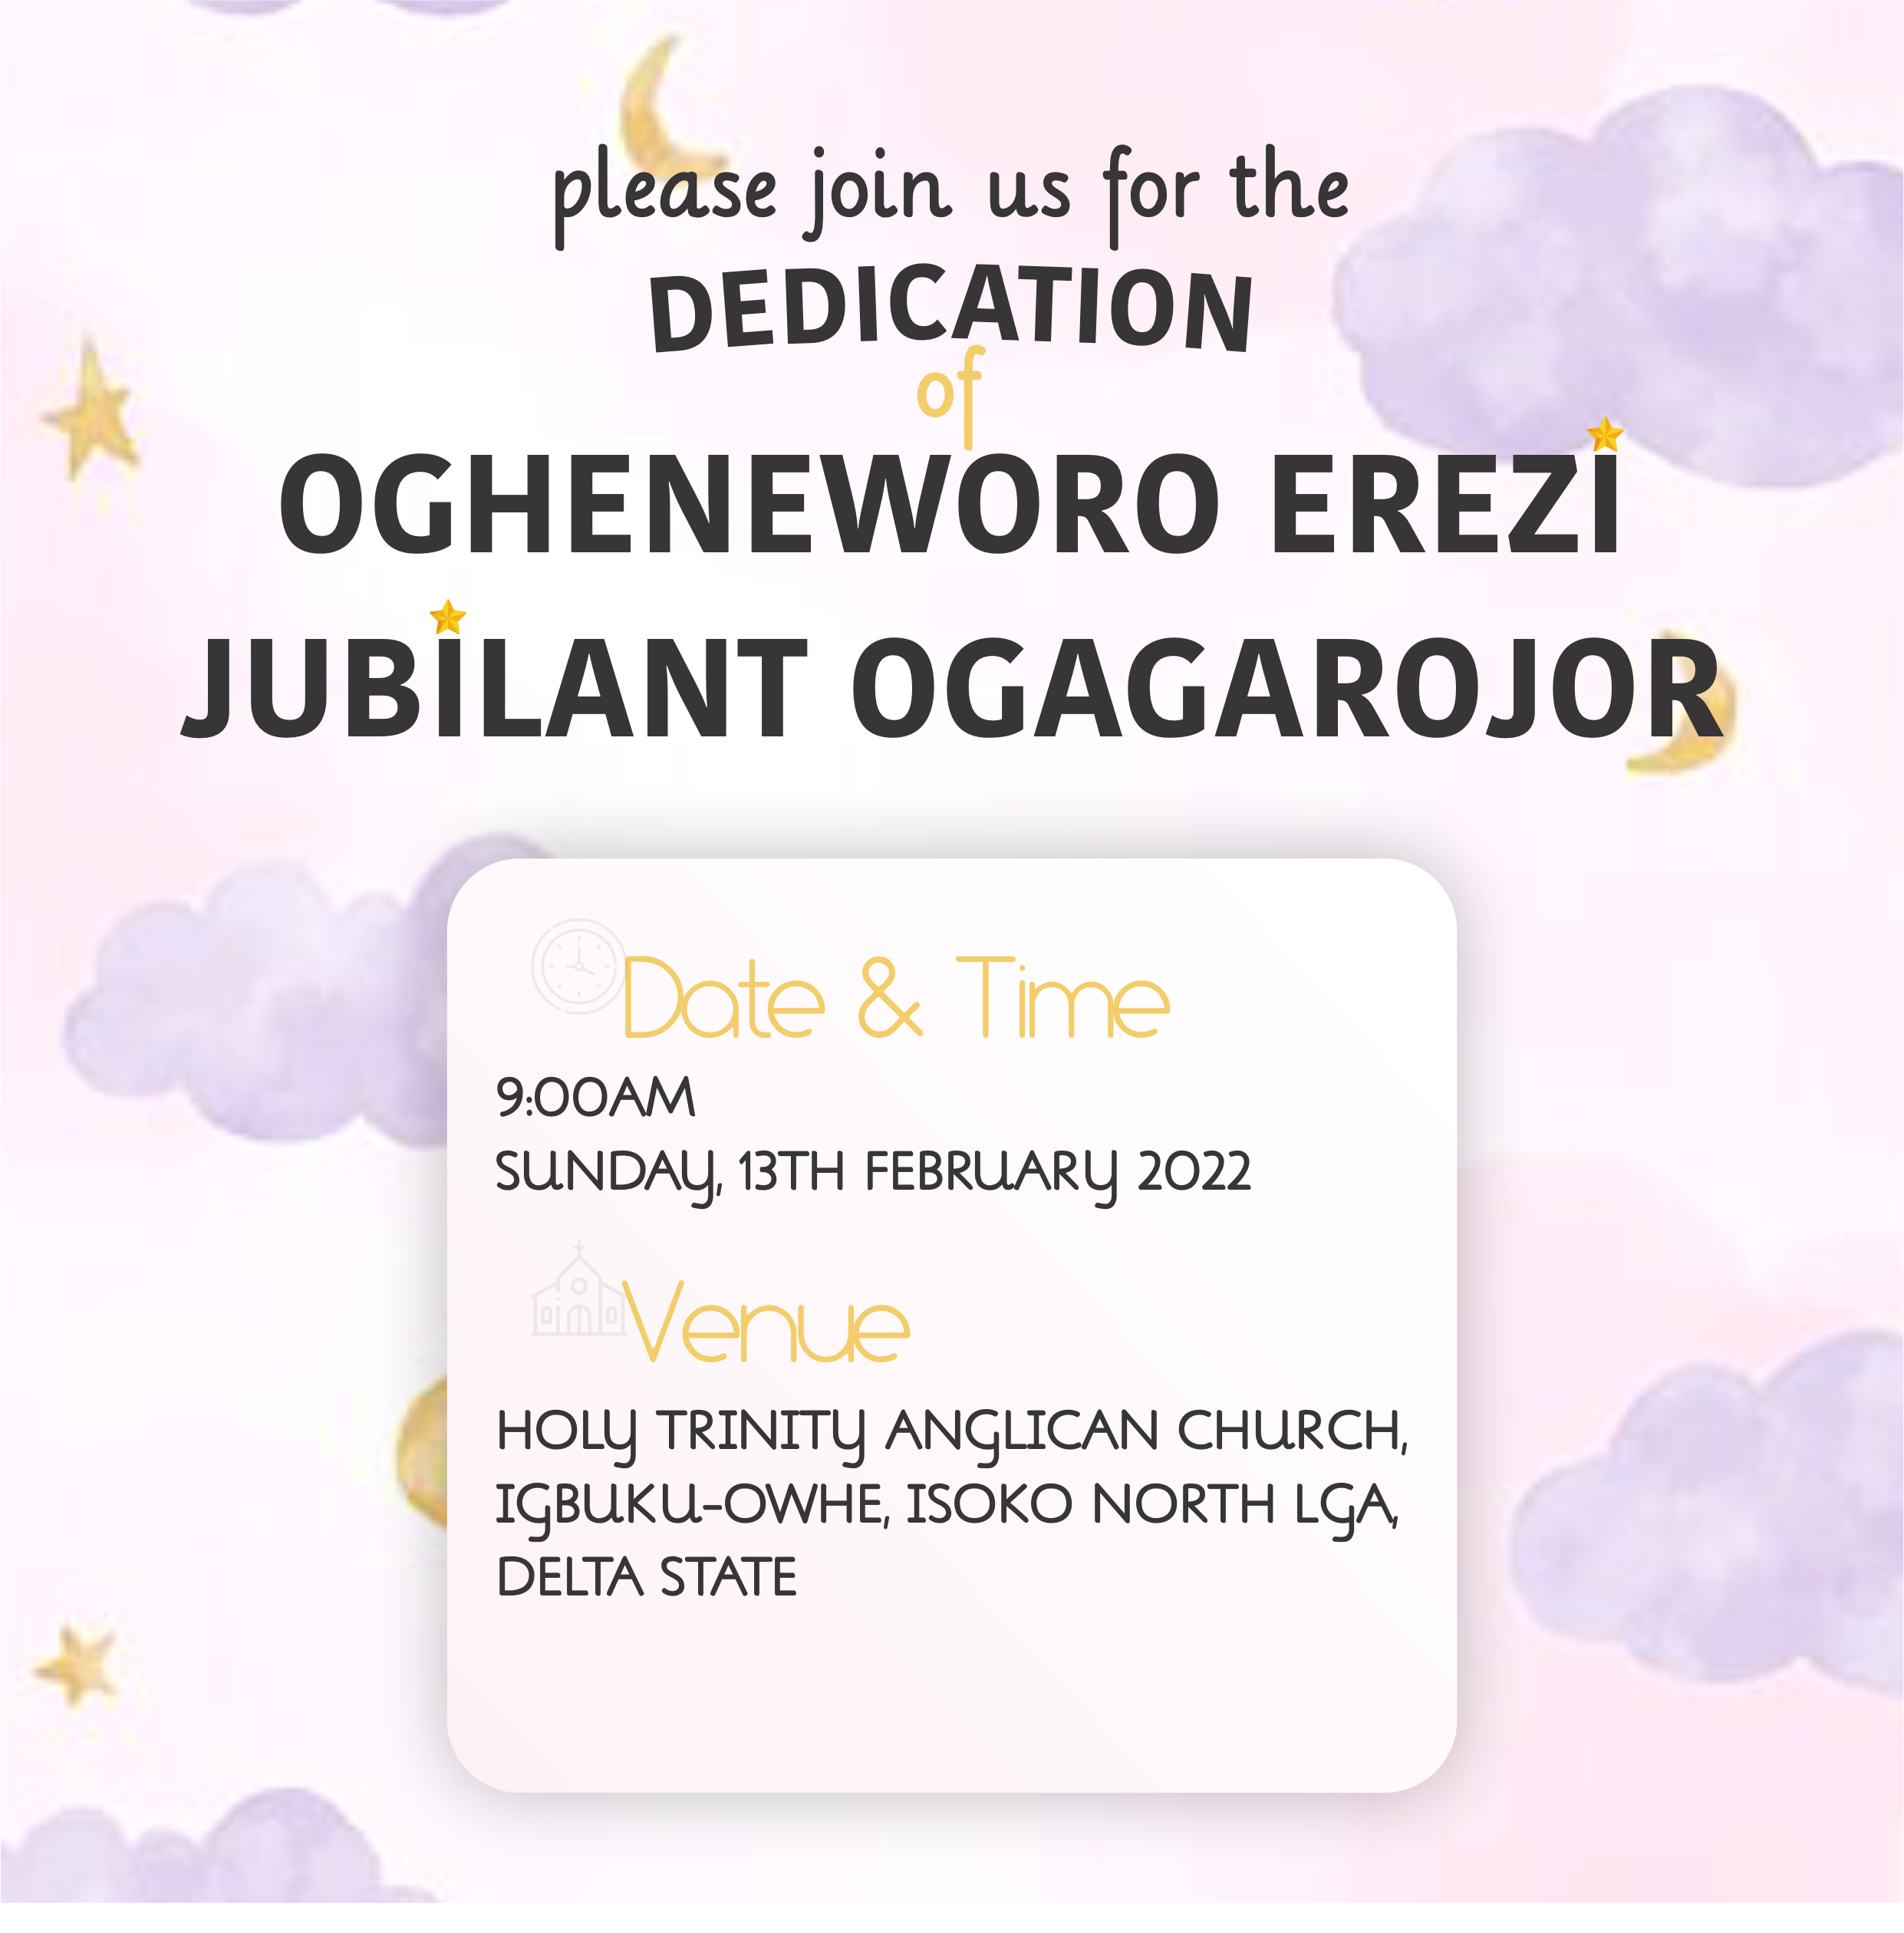 please join us for the
DEDICATION
of
OGHENEWORO EREZI
JUBILANT OGAGAROJOR
Date & Time
9:00AM
SUNDAY, 13TH FEBRUARY 2022
Venue
HOLY TRINITY ANGLICAN CHURCH,
IGBUKU-OWHE, ISOKO NORTH LGA,
DELTA STATE